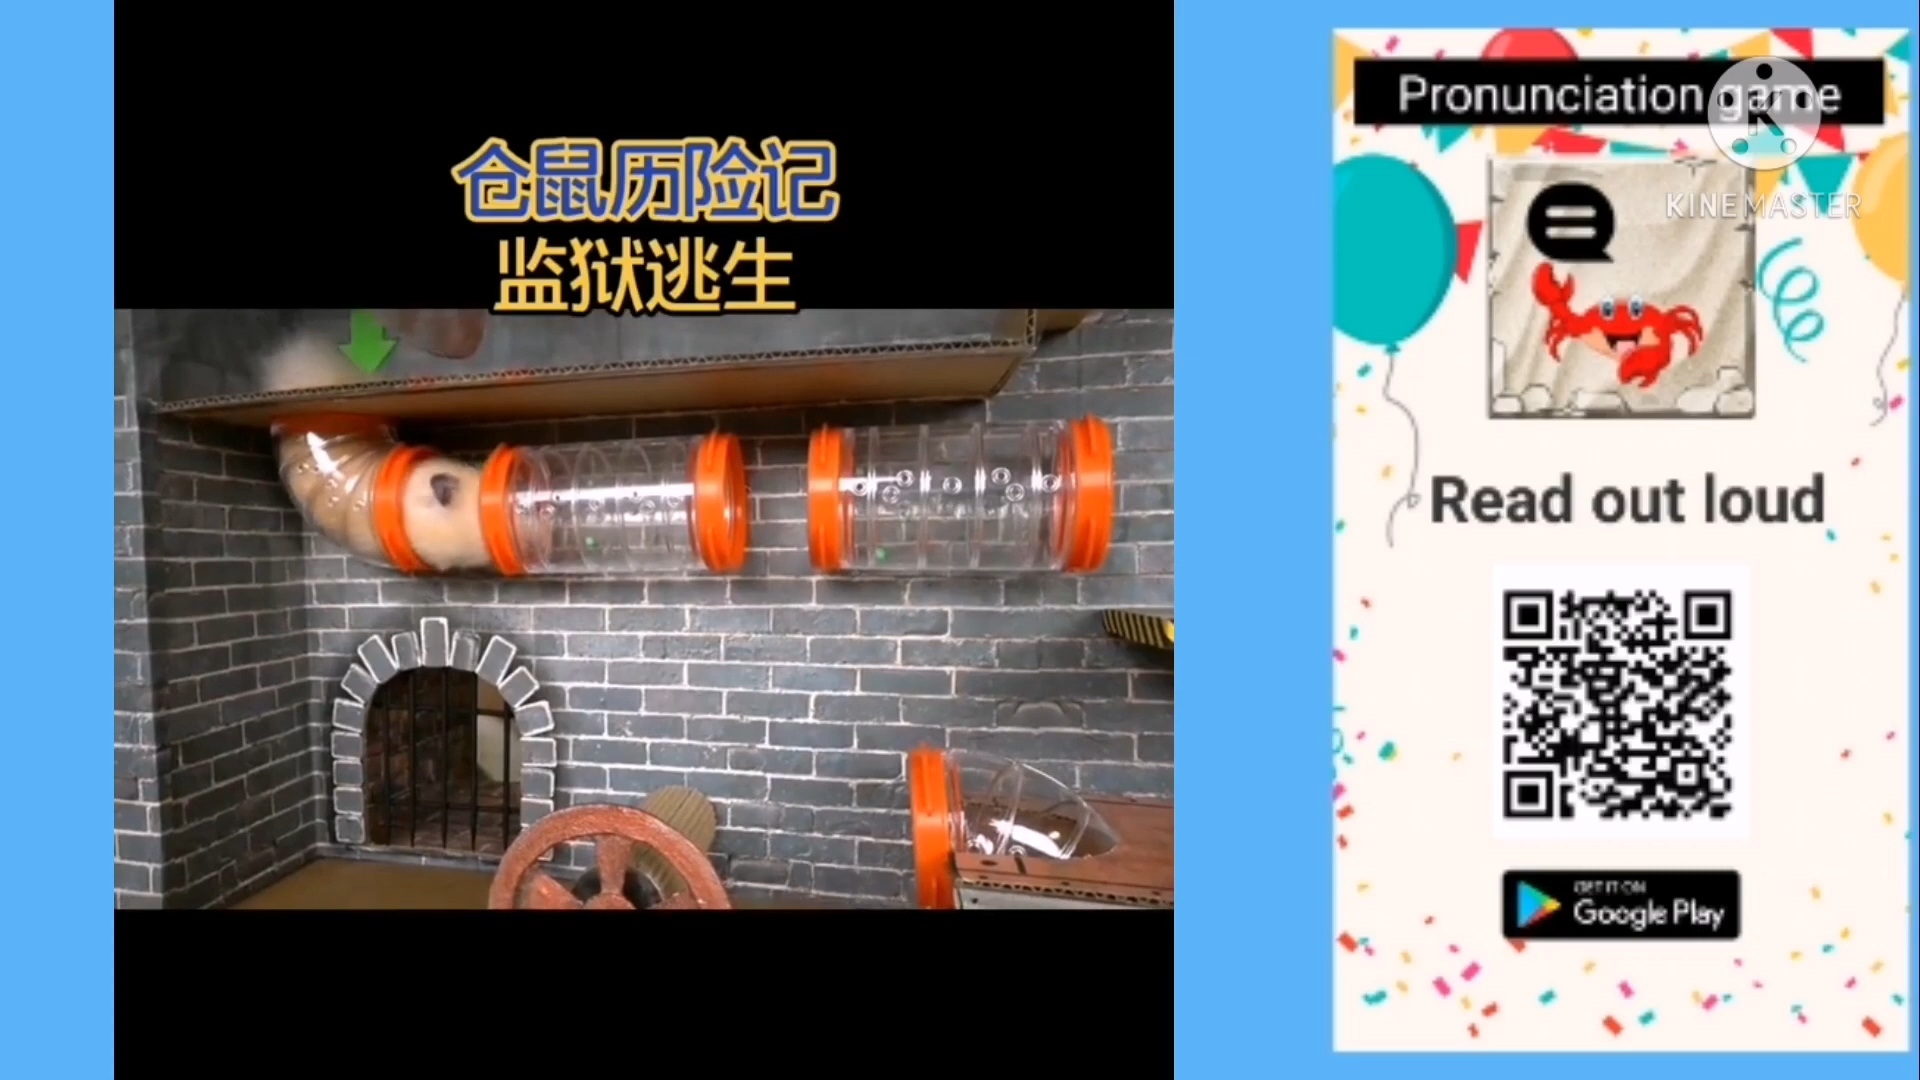 仓鼠历险记
监狱逃生
Pronunciation game
KINEMASTER
Read out loud
GET IT ON
Google Play